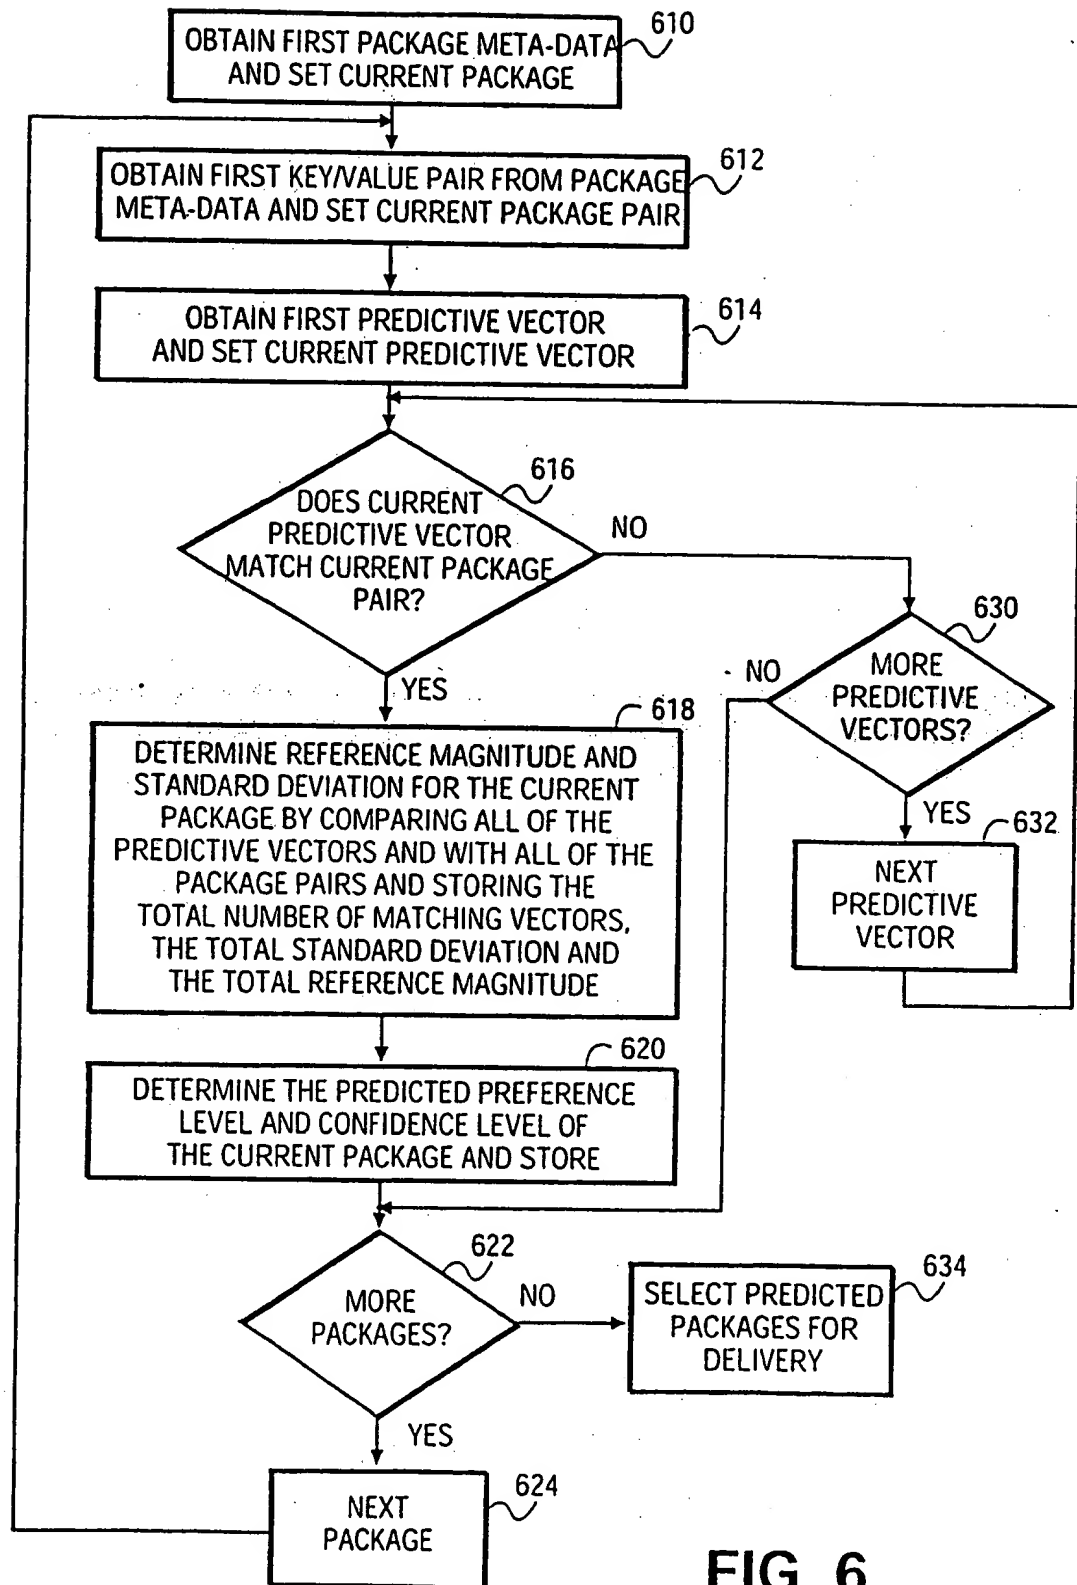 OBTAIN FIRST PACKAGE META-DATA
AND SET CURRENT PACKAGE
610
OBTAIN FIRST KEY/VALUE PAIR FROM PACKAGE
META-DATA AND SET CURRENT PACKAGE PAIR
612
OBTAIN FIRST PREDICTIVE VECTOR
AND SET CURRENT PREDICTIVE VECTOR
614
DOES CURRENT
PREDICTIVE VECTOR
MATCH CURRENT PACKAGE
PAIR?
616
NO
YES
MORE
PREDICTIVE
VECTORS?
630
NO
YES
NEXT
PREDICTIVE
VECTOR
632
DETERMINE REFERENCE MAGNITUDE AND
STANDARD DEVIATION FOR THE CURRENT
PACKAGE BY COMPARING ALL OF THE
PREDICTIVE VECTORS AND WITH ALL OF THE
PACKAGE PAIRS AND STORING THE
TOTAL NUMBER OF MATCHING VECTORS,
THE TOTAL STANDARD DEVIATION AND
THE TOTAL REFERENCE MAGNITUDE
618
DETERMINE THE PREDICTED PREFERENCE
LEVEL AND CONFIDENCE LEVEL OF
THE CURRENT PACKAGE AND STORE
620
MORE
PACKAGES?
622
NO
YES
SELECT PREDICTED
PACKAGES FOR
DELIVERY
634
NEXT
PACKAGE
624
FIG. 6